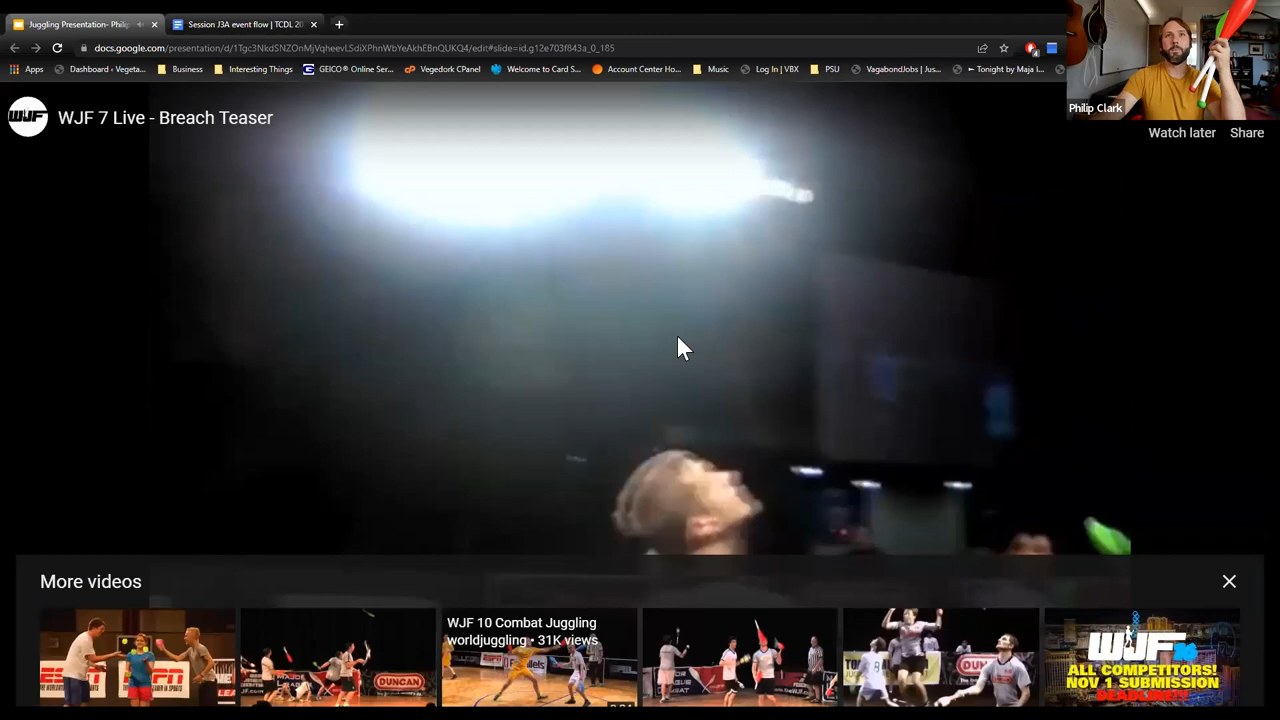 Juggling Presentation- Philip
Session J3A event flow | TCDL 20
docs.google.com/presentation/d/1Tgc3NkdSNZOnMjVqheevLSdiXPhnWbYeAkhEBnQUKQ4/edit#slide=id.g12e703f843a_0_185
Apps
Dashboard ‹ Vegeta...
Business
Interesting Things
GEICO® Online Ser...
Vegedork CPanel
Welcome to Card S...
Account Center Ho...
Music
Log In | VBX
PSU
VagabondJobs | Jus...
Tonight by Maja I...
Philip Clark
WJF
WJF 7 Live - Breach Teaser
Watch later
Share
More videos
WJF 10 Combat Juggling
worldjuggling • 31K views
ESPN
ESPN
DUNCAN
WJF
ALL COMPETITORS!
NOV 1 SUBMISSION
DEADLINE!!!